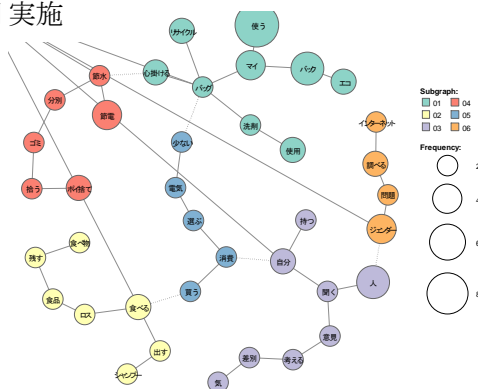 実施
リサイクル
使う
マイ
バック
エコ
心掛ける
バッグ
節水
分別
節電
洗剤
使用
ゴミ
少ない
拾う
ポイ捨て
電気
選ぶ
持つ
インターネット
調べる
問題
ジェンダー
食べ物
残す
消費
自分
人
聞く
買う
食品
ロス
食べる
意見
出す
差別
考える
シャンプー
気
Subgraph:
01 04
02 05
03 06
Frequency:
2
4
6
8